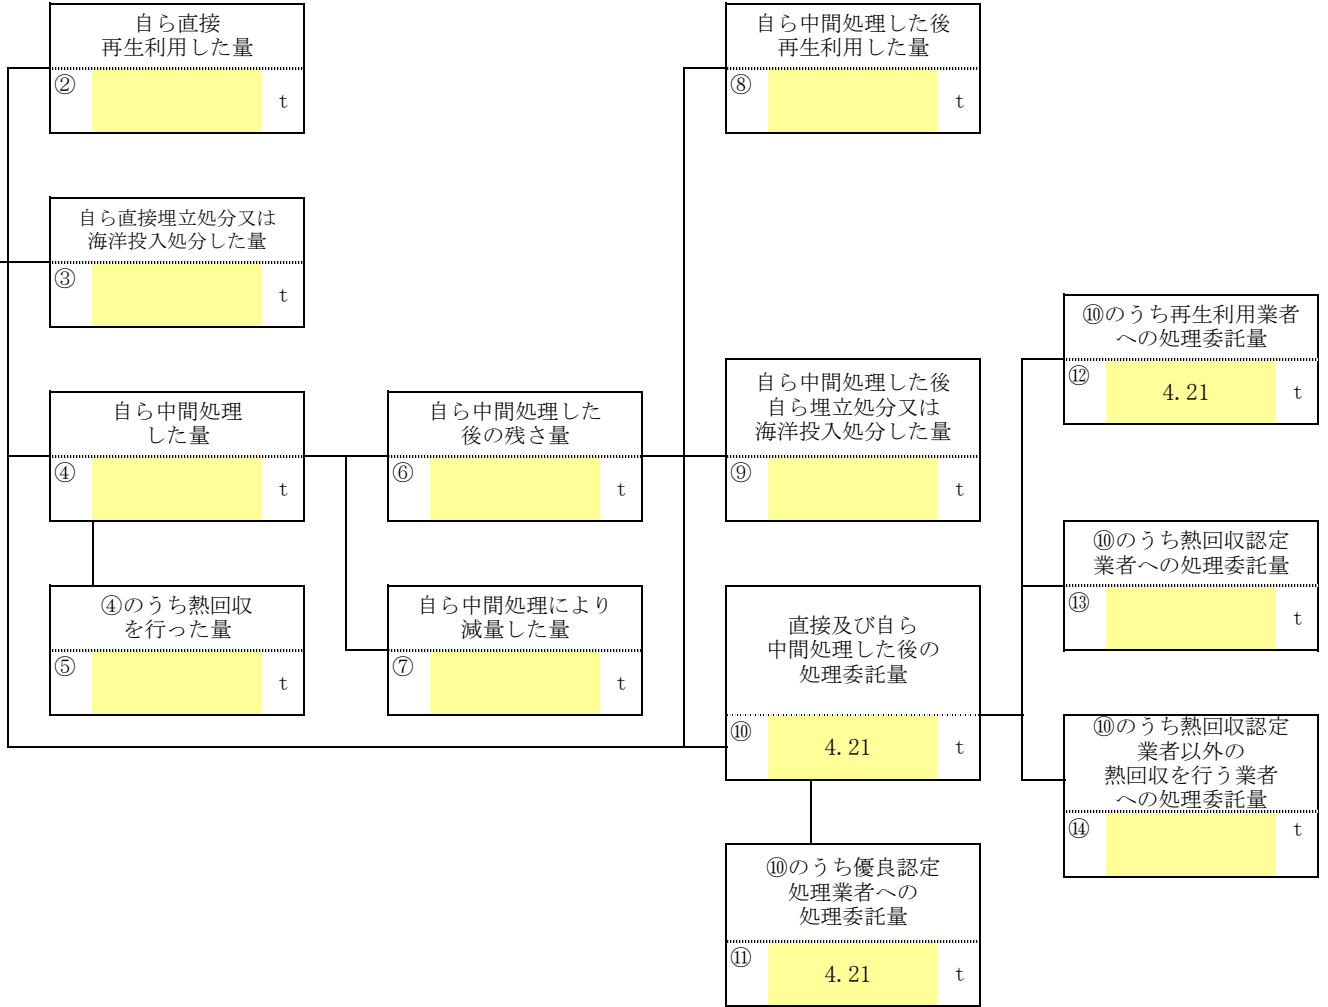 自ら直接
再生利用した量
②
t
自ら中間処理した後
再生利用した量
⑧
t
自ら直接埋立処分又は
海洋投入処分した量
③
t
⑩のうち再生利用業者
への処理委託量
⑫
4.21
t
自ら中間処理
した量
④
t
自ら中間処理した
後の残さ量
⑥
t
自ら中間処理した後
自ら埋立処分又は
海洋投入処分した量
⑨
t
⑩のうち熱回収認定
業者への処理委託量
⑬
t
④のうち熱回収
を行った量
⑤
t
自ら中間処理により
減量した量
⑦
t
直接及び自ら
中間処理した後の
処理委託量
⑩
4.21
t
⑩のうち熱回収認定
業者以外の
熱回収を行う業者
への処理委託量
⑭
t
⑩のうち優良認定
処理業者への
処理委託量
⑪
4.21
t